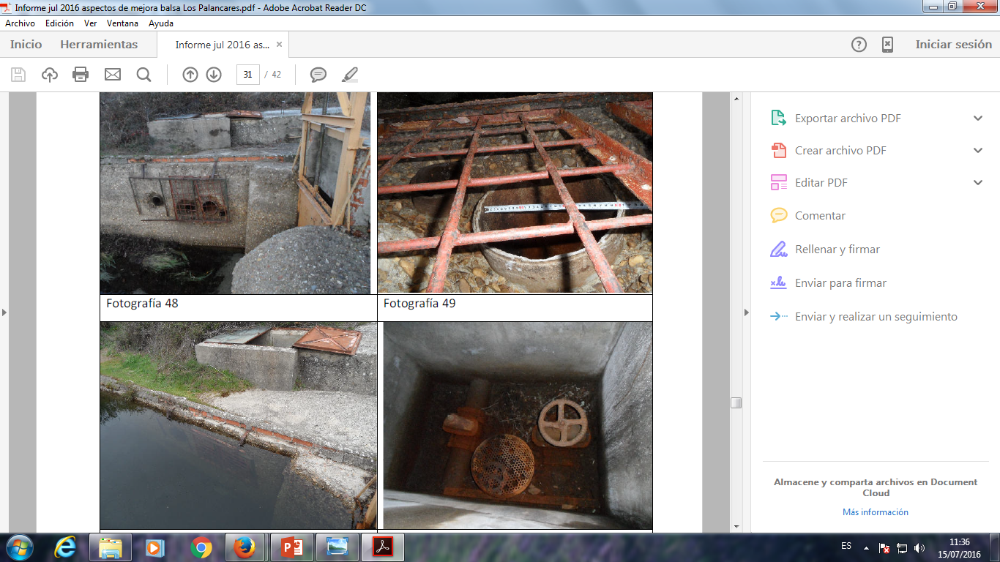 Informe jul 2016 aspectos de mejora balsa Los Palancares.pdf - Adobe Acrobat Reader DC
Archivo Edición Ver Ventana Ayuda
Inicio Herramientas Informe jul 2016 as... × Iniciar sesión
31 / 42
Exportar archivo PDF
Crear archivo PDF
Editar PDF
Comentar
Rellenar y firmar
Enviar para firmar
Enviar y realizar un seguimiento
Fotografía 48 Fotografía 49
Almacene y comparta archivos en Document
Cloud
Más información
ES 11:36
15/07/2016